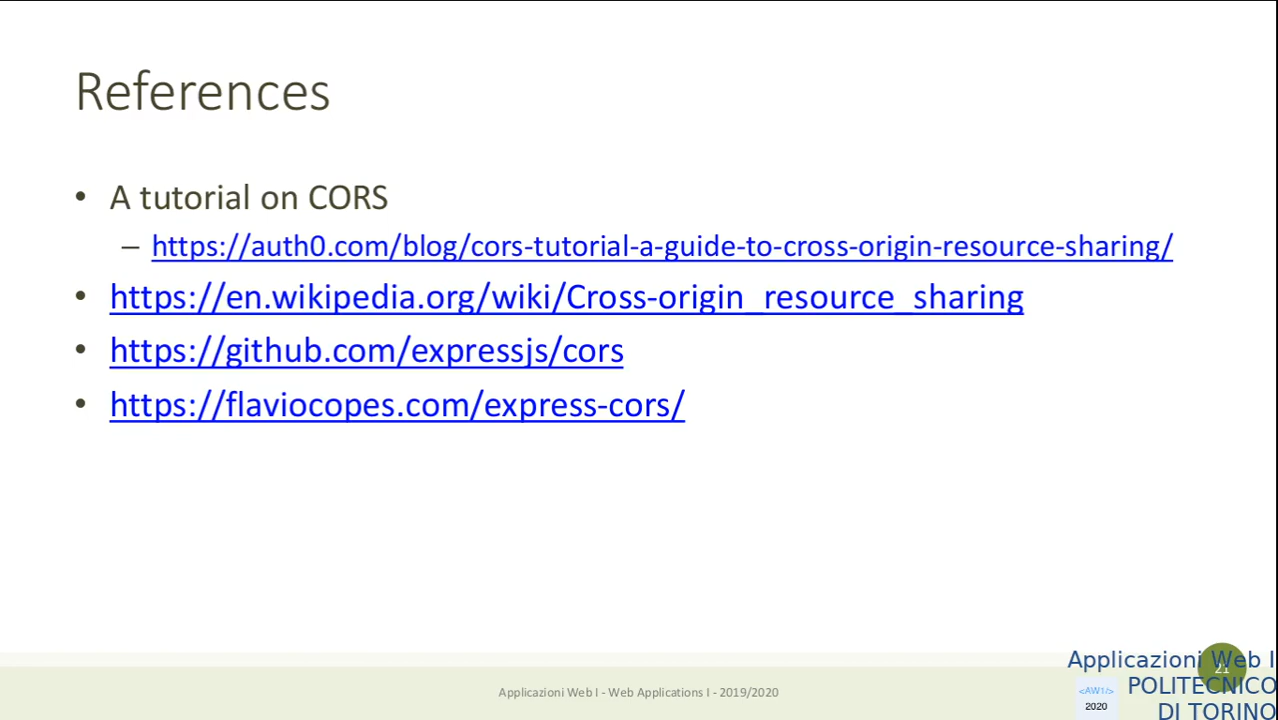 References
• A tutorial on CORS
– https://auth0.com/blog/cors-tutorial-a-guide-to-cross-origin-resource-sharing/
• https://en.wikipedia.org/wiki/Cross-origin_resource_sharing
• https://github.com/expressjs/cors
• https://flaviocopes.com/express-cors/
Applicazioni Web I - Web Applications I - 2019/2020
21
Applicazioni Web I
POLITECNICO
DI TORINO
<AW1/>
2020